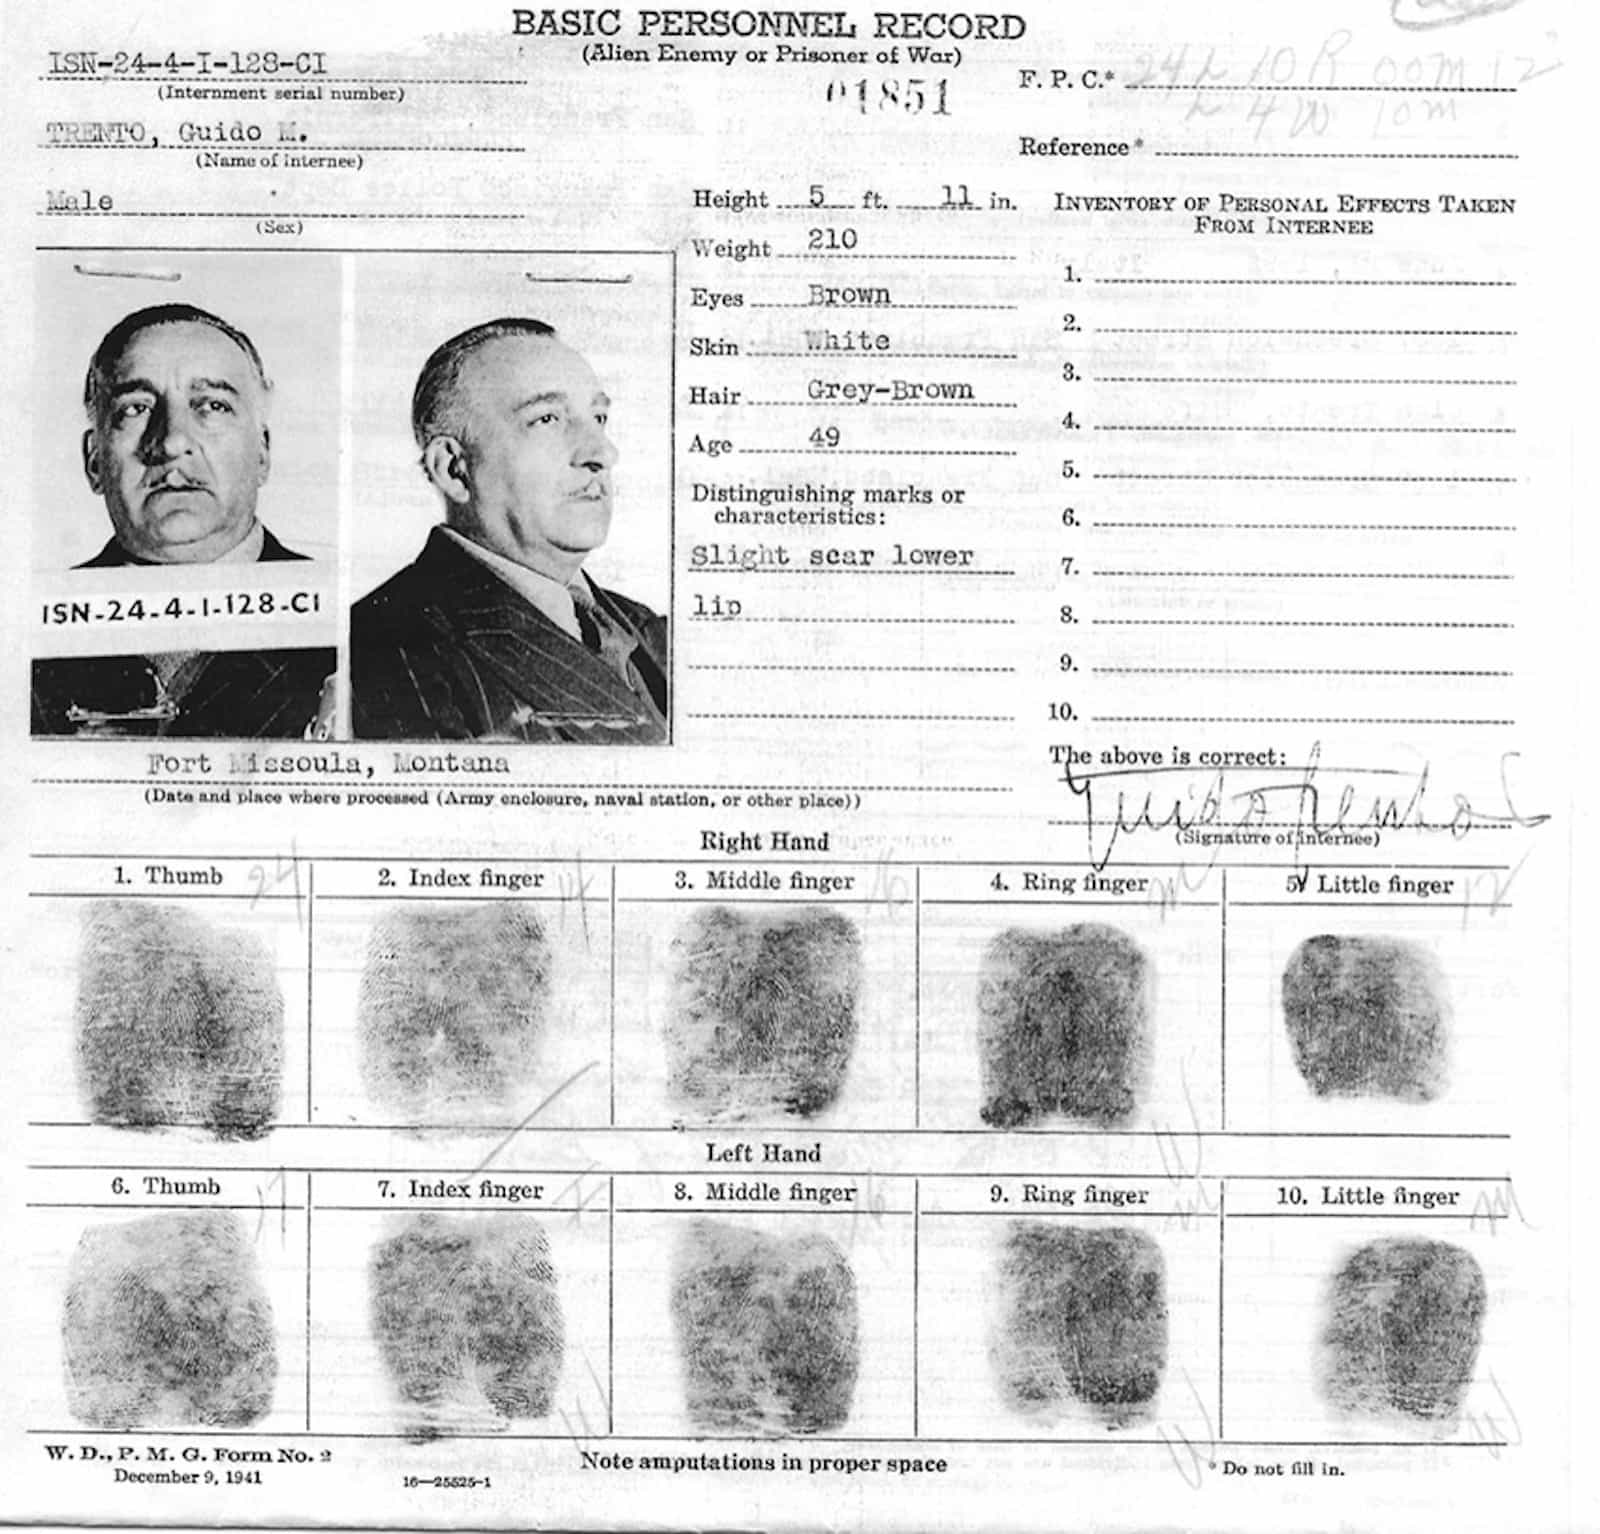 BASIC PERSONNEL RECORD
(Alien Enemy or Prisoner of War)
ISN-24-4-I-128-CI
(Internment serial number)
01851
F. P. C.* 24 L 10 R OOM 12
L 4 W 10 M
TRENTO, Guido M.
(Name of internee)
Reference*
Male
(Sex)
Height 5 ft. 11 in.
Weight 210
Eyes Brown
Skin White
Hair Grey-Brown
Age 49
Distinguishing marks or
characteristics:
Slight scar lower
lip
INVENTORY OF PERSONAL EFFECTS TAKEN
FROM INTERNEE
1.
2.
3.
4.
5.
6.
7.
8.
9.
10.
ISN-24-4-I-128-CI
Fort Missoula, Montana
(Date and place where processed (Army enclosure, naval station, or other place))
The above is correct:
Guido Trento
(Signature of internee)
Right Hand
1. Thumb 24
2. Index finger
3. Middle finger
4. Ring finger
5. Little finger 12
Left Hand
6. Thumb 17
7. Index finger
8. Middle finger
9. Ring finger
10. Little finger M
W. D., P. M. G. Form No. 2
December 9, 1941
16—25525-1
Note amputations in proper space
* Do not fill in.